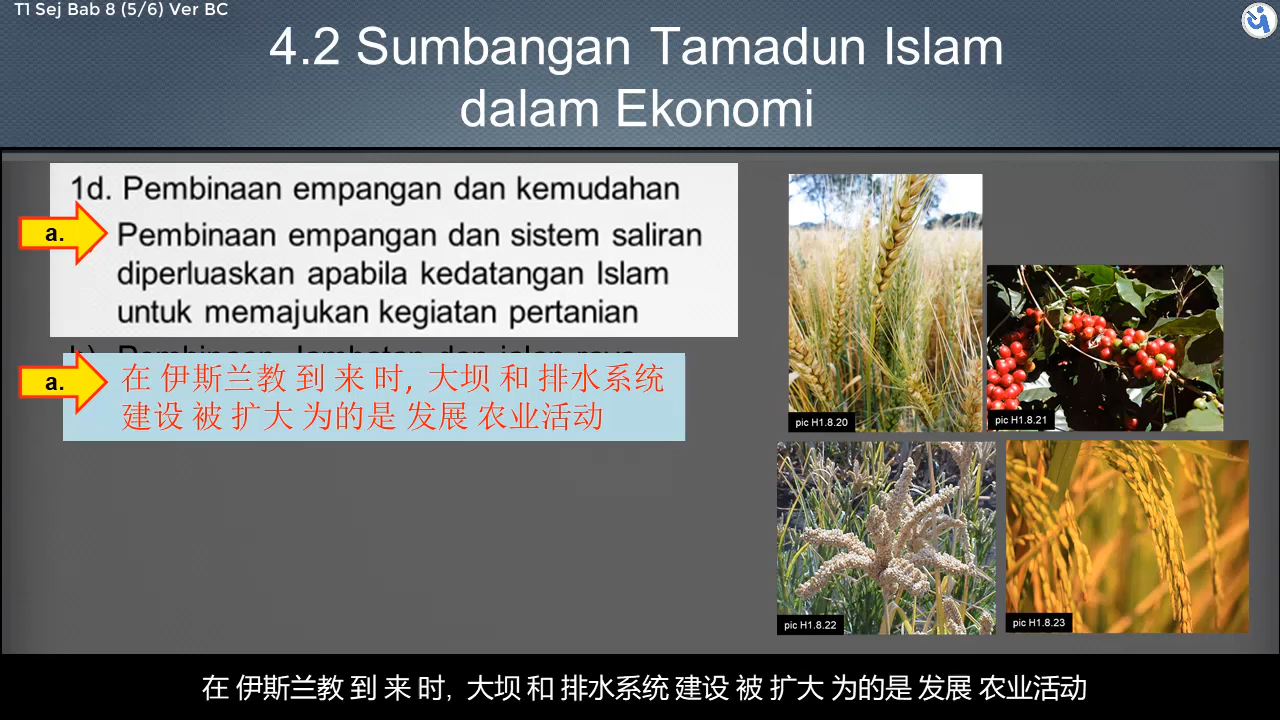 T1 Sej Bab 8 (5/6) Ver BC
4.2 Sumbangan Tamadun Islam
dalam Ekonomi
1d. Pembinaan empangan dan kemudahan
a.
Pembinaan empangan dan sistem saliran
diperluaskan apabila kedatangan Islam
untuk memajukan kegiatan pertanian
b) Pembinaan Jambatan dan jalan raya
a.
在 伊斯兰教 到 来 时, 大坝 和 排水系统
建设 被 扩大 为的是 发展 农业活动
pic H1.8.20
pic H1.8.21
pic H1.8.22
pic H1.8.23
在 伊斯兰教 到 来 时, 大坝 和 排水系统 建设 被 扩大 为的是 发展 农业活动